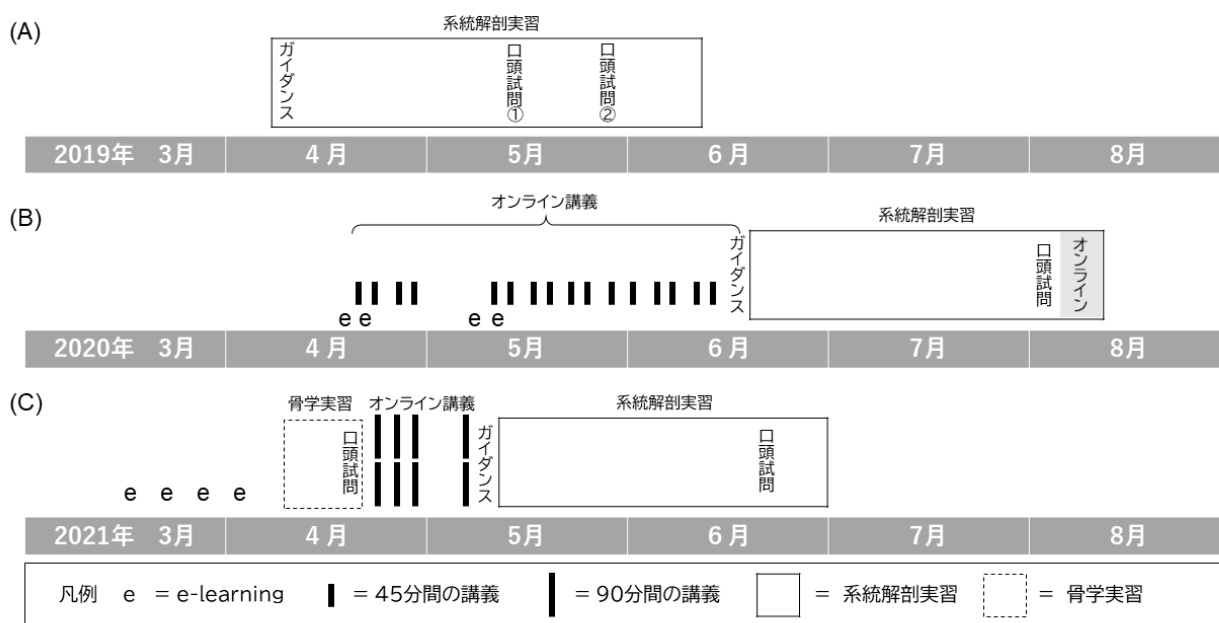 (A)
系統解剖実習
ガイダンス
口頭試問①
口頭試問②
2019年 3月 4月 5月 6月 7月 8月
(B)
オンライン講義
系統解剖実習
ガイダンス
口頭試問
オンライン
e e e e
2020年 3月 4月 5月 6月 7月 8月
(C)
骨学実習 オンライン講義 系統解剖実習
口頭試問
ガイダンス
口頭試問
e e e e
2021年 3月 4月 5月 6月 7月 8月
凡例 e = e-learning = 45分間の講義 = 90分間の講義 = 系統解剖実習 = 骨学実習